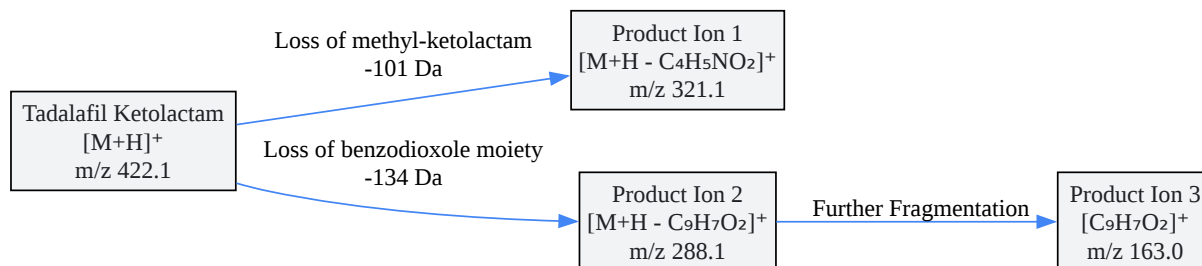 Tadalafil Ketolactam
[M+H]⁺
m/z 422.1
Loss of methyl-ketolactam
-101 Da
Product Ion 1
[M+H - C₄H₅NO₂]⁺
m/z 321.1
Loss of benzodioxole moiety
-134 Da
Product Ion 2
[M+H - C₉H₇O₂]⁺
m/z 288.1
Further Fragmentation
Product Ion 3
[C₉H₇O₂]⁺
m/z 163.0